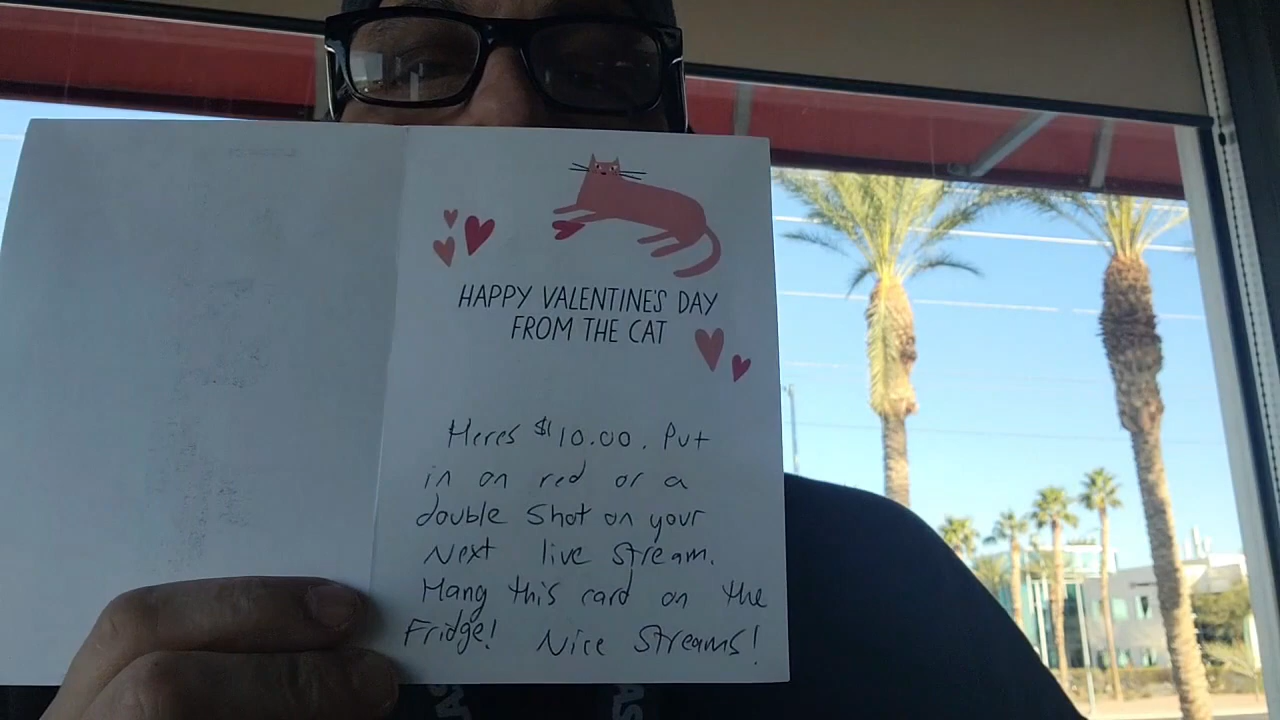 HAPPY VALENTINE'S DAY
FROM THE CAT
Heres $10.00. Put
in on red or a
double shot on your
Next live stream.
Hang this card on the
Fridge! Nice Streams!